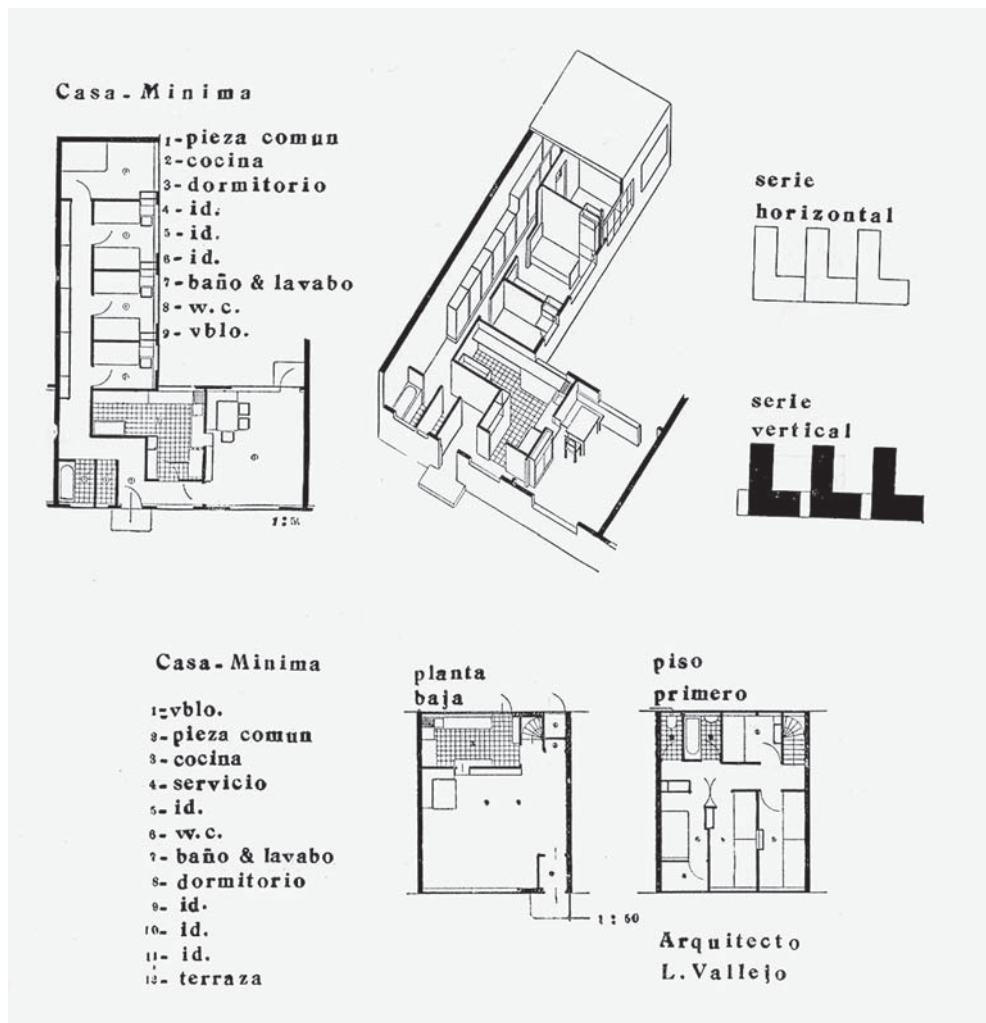 Casa-Minima
1-pieza comun
2-cocina
3-dormitorio
4-id.
5-id.
6-id.
7-baño & lavabo
8-w.c.
9-vblo.
serie
horizontal
serie
vertical
Casa-Minima
1-vblo.
2-pieza comun
3-cocina
4-servicio
5-id.
6-w.c.
7-baño & lavabo
8-dormitorio
9-id.
10-id.
11-id.
12-terraza
planta
baja
1:50
piso
primero
Arquitecto
L.Vallejo